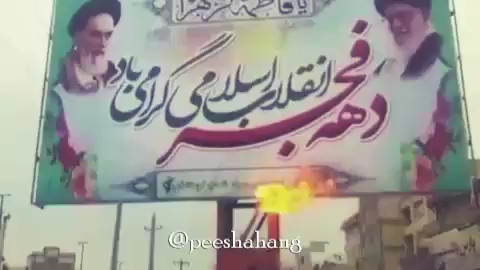 یا فاطمة الزهرا
دهه فجر انقلاب اسلامی گرامی باد
@peeshahang